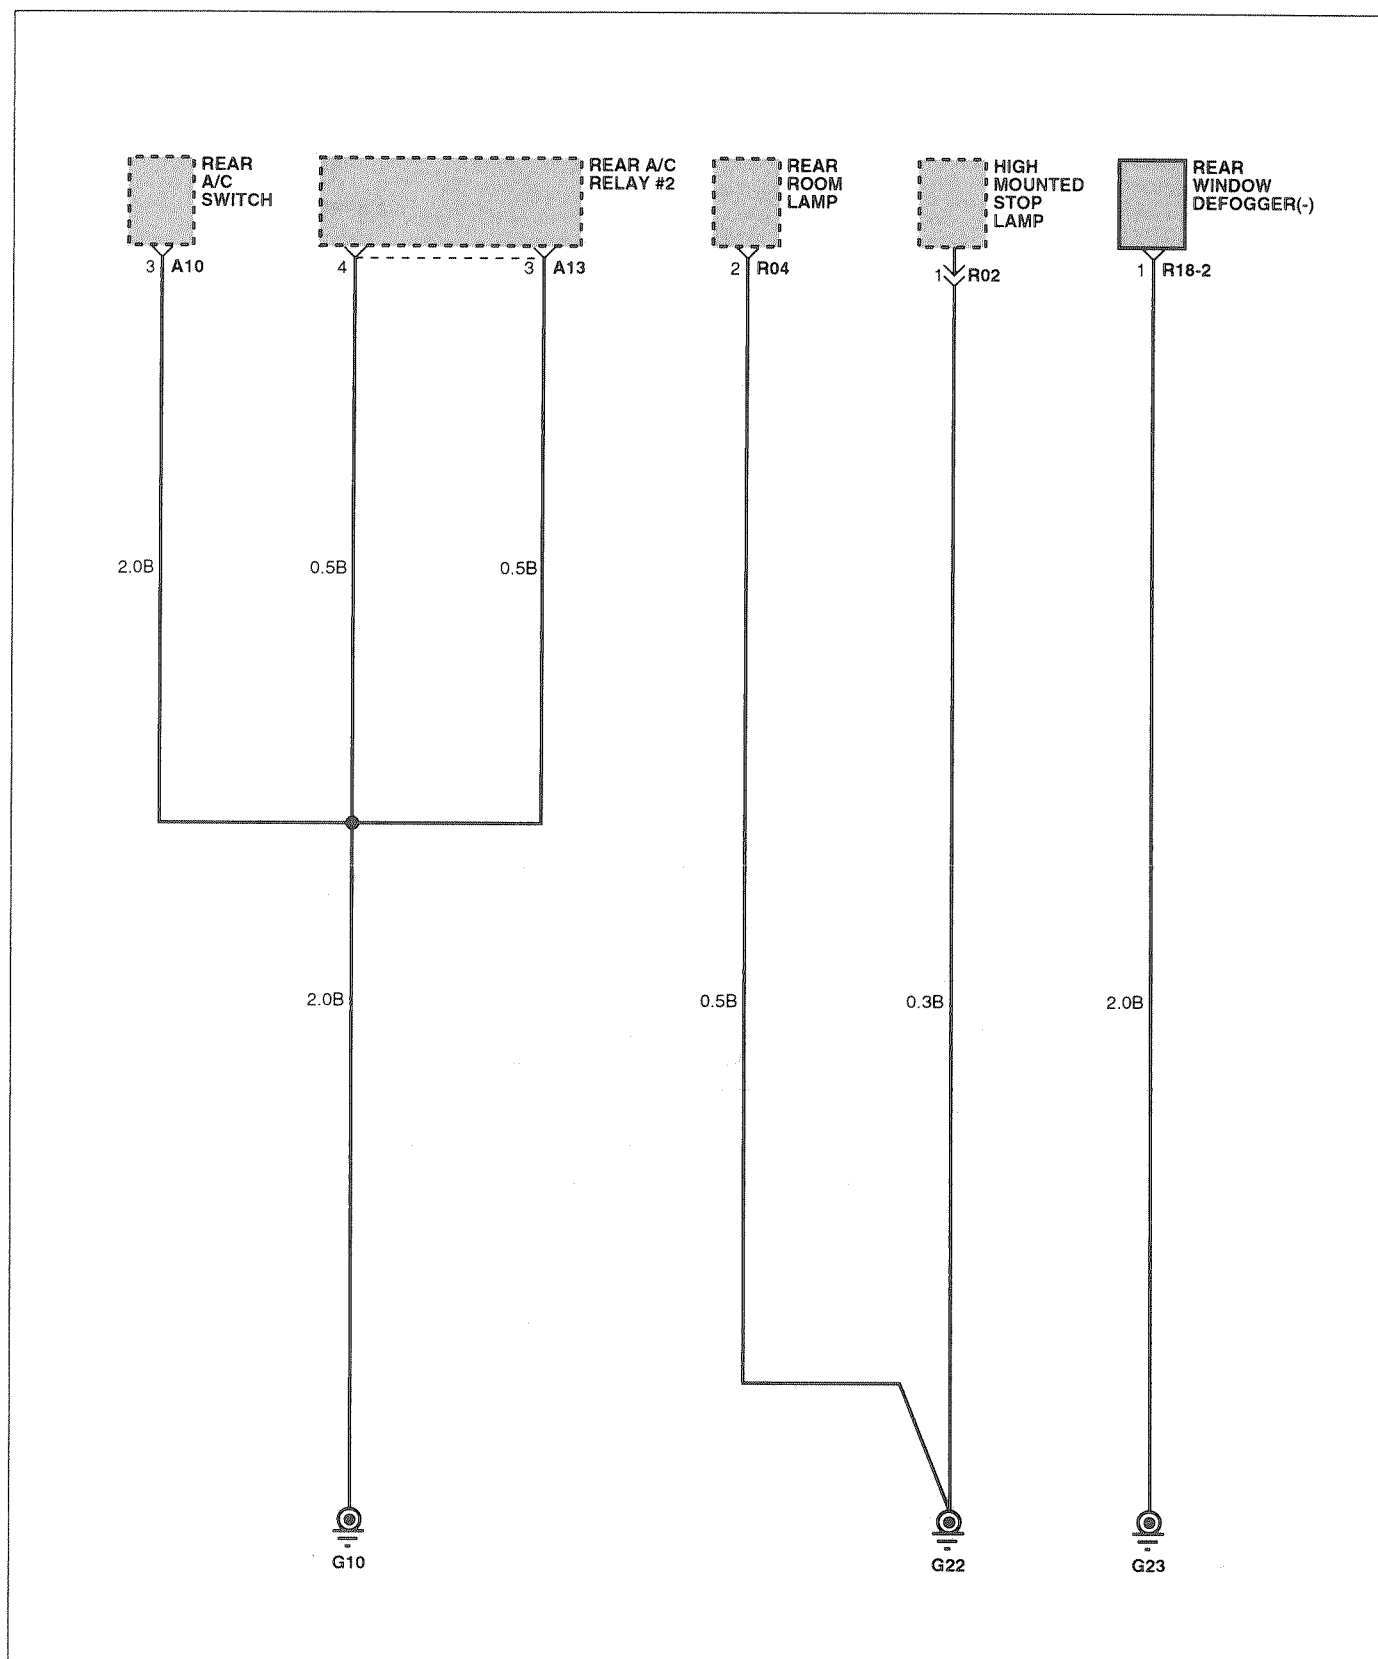 REAR
A/C
SWITCH
REAR A/C
RELAY #2
REAR
ROOM
LAMP
HIGH
MOUNTED
STOP
LAMP
REAR
WINDOW
DEFOGGER(-)
3 A10
4
3 A13
2 R04
1 R02
1 R18-2
2.0B
0.5B
0.5B
2.0B
0.5B
0.3B
2.0B
G10
G22
G23